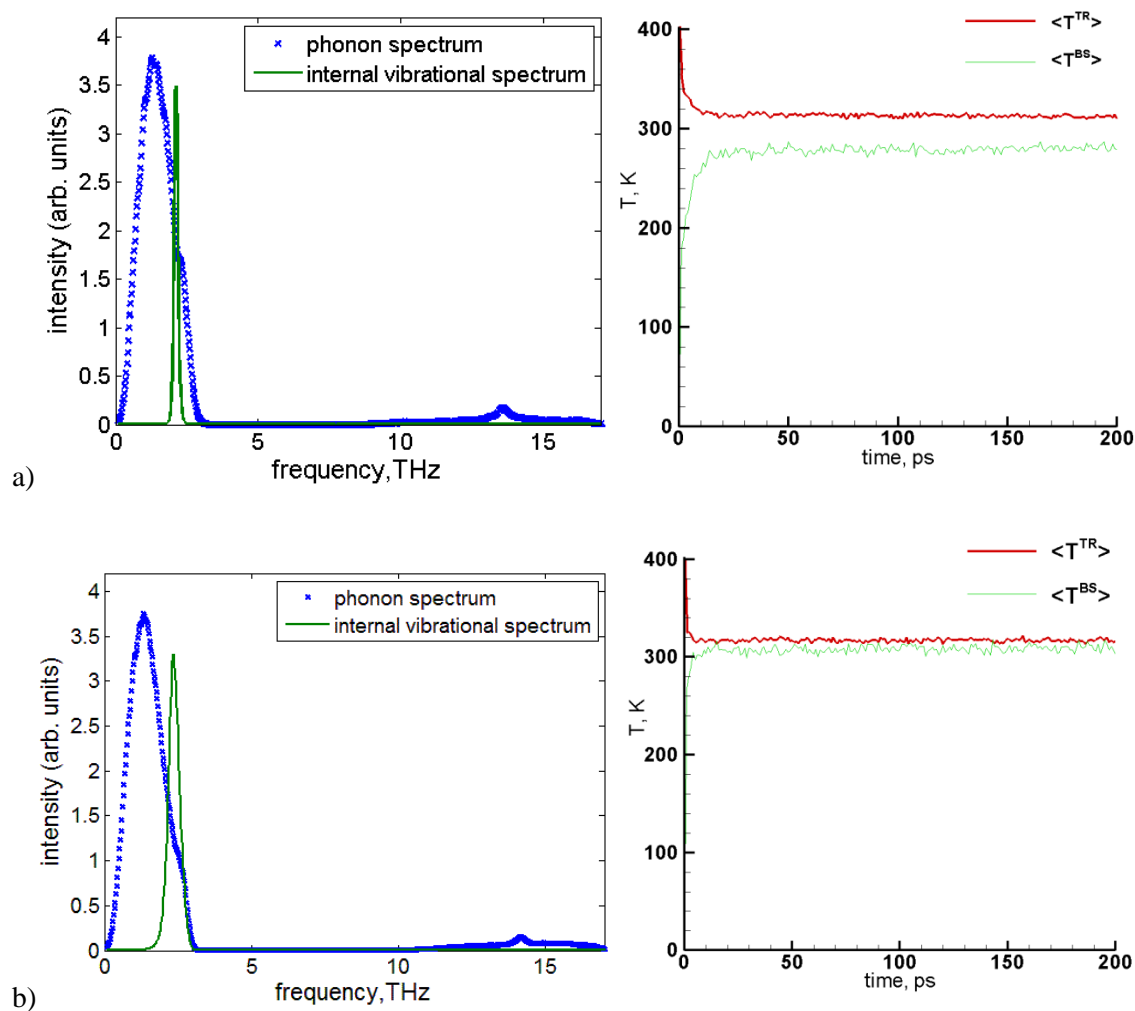 4
3.5
3
2.5
2
1.5
1
0.5
0
intensity (arb. units)
phonon spectrum
internal vibrational spectrum
0 5 10 15
frequency,THz
a)
400
300
200
100
0
T, K
<T^TR>
<T^BS>
0 50 100 150 200
time, ps
4
3.5
3
2.5
2
1.5
1
0.5
0
intensity (arb. units)
phonon spectrum
internal vibrational spectrum
0 5 10 15
frequency,THz
b)
400
300
200
100
0
T, K
<T^TR>
<T^BS>
0 50 100 150 200
time, ps